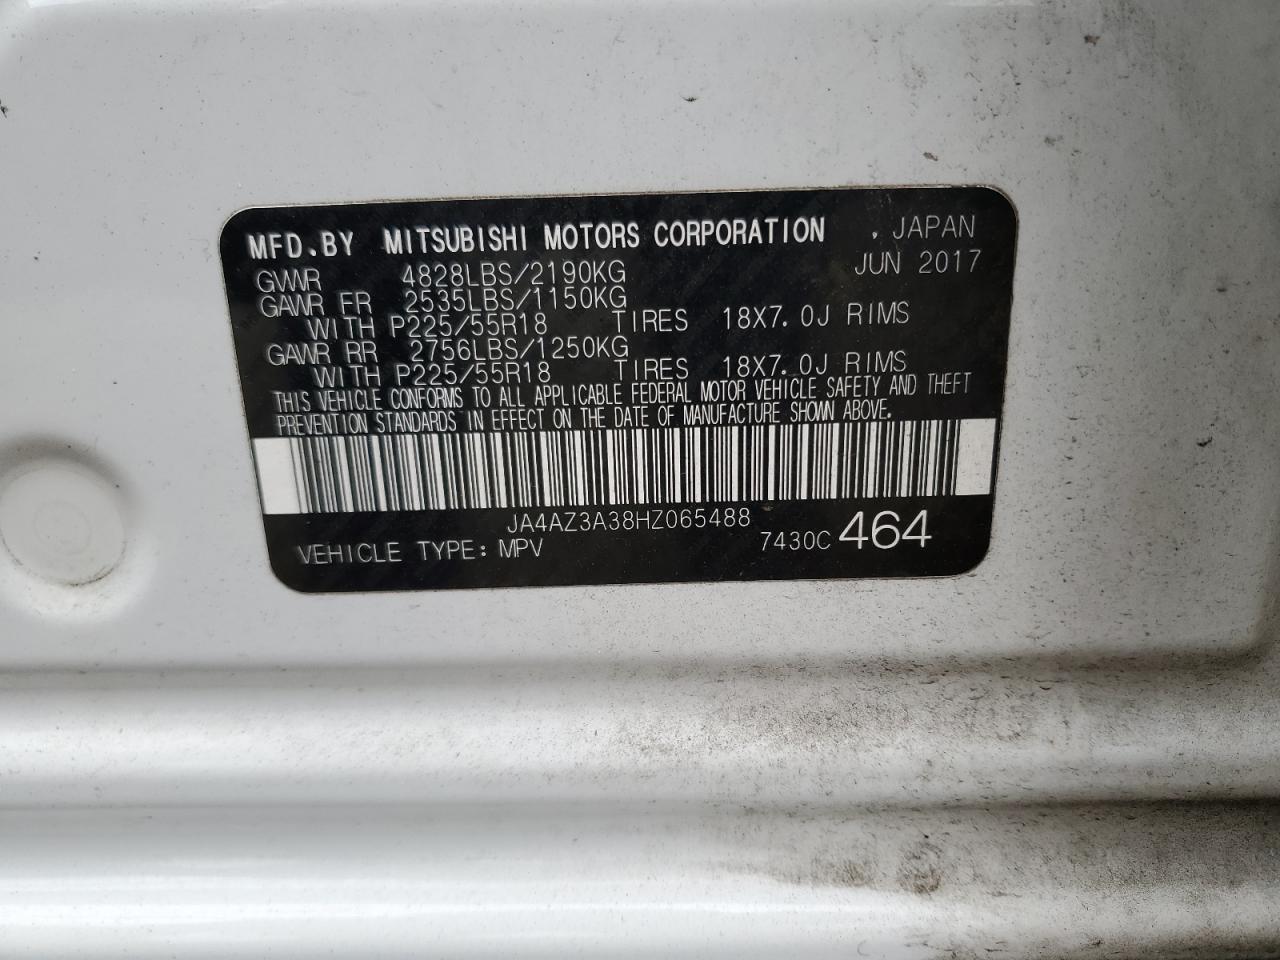 MFD.BY MITSUBISHI MOTORS CORPORATION , JAPAN
GVWR 4828LBS/2190KG JUN 2017
GAWR FR 2535LBS/1150KG
WITH P225/55R18 TIRES 18X7.0J RIMS
GAWR RR 2756LBS/1250KG
WITH P225/55R18 TIRES 18X7.0J RIMS
THIS VEHICLE CONFORMS TO ALL APPLICABLE FEDERAL MOTOR VEHICLE SAFETY AND THEFT
PREVENTION STANDARDS IN EFFECT ON THE DATE OF MANUFACTURE SHOWN ABOVE.
JA4AZ3A38HZ065488
VEHICLE TYPE: MPV 7430C 464